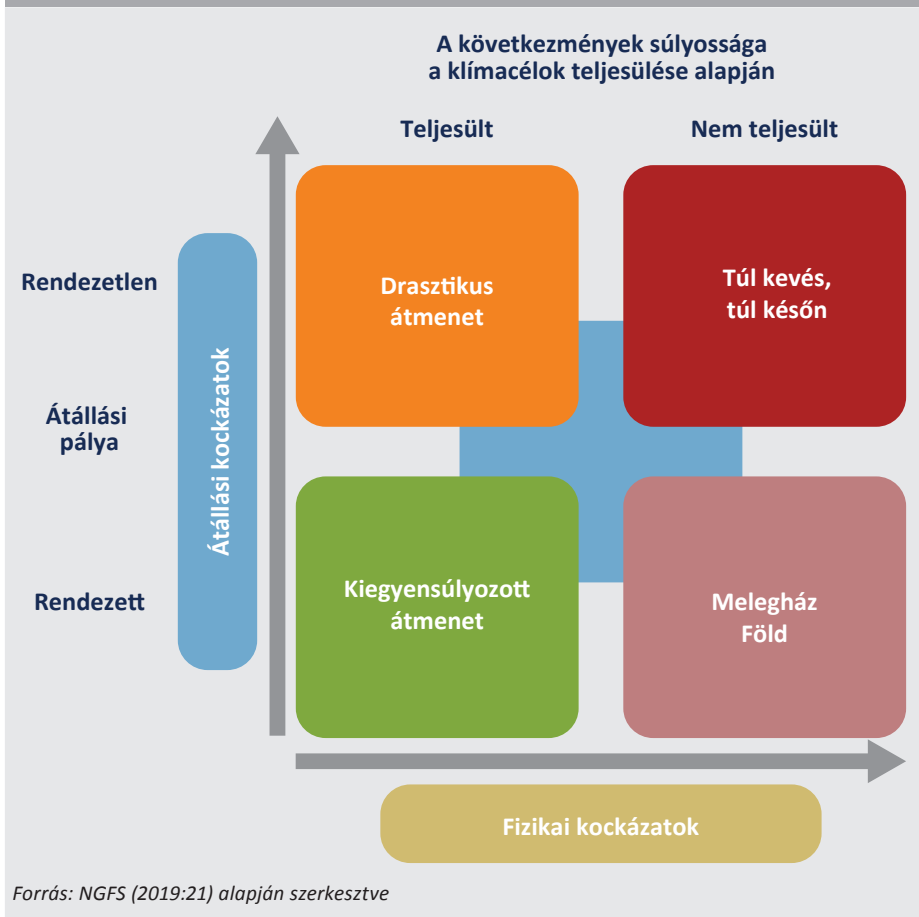 A következmények súlyossága
a klímacélok teljesülése alapján
Teljesült
Nem teljesült
Rendezetlen
Átállási
pálya
Rendezett
Átállási kockázatok
Drasztikus
átmenet
Túl kevés,
túl későn
Kiegyensúlyozott
átmenet
Melegház
Föld
Fizikai kockázatok
Forrás: NGFS (2019:21) alapján szerkesztve